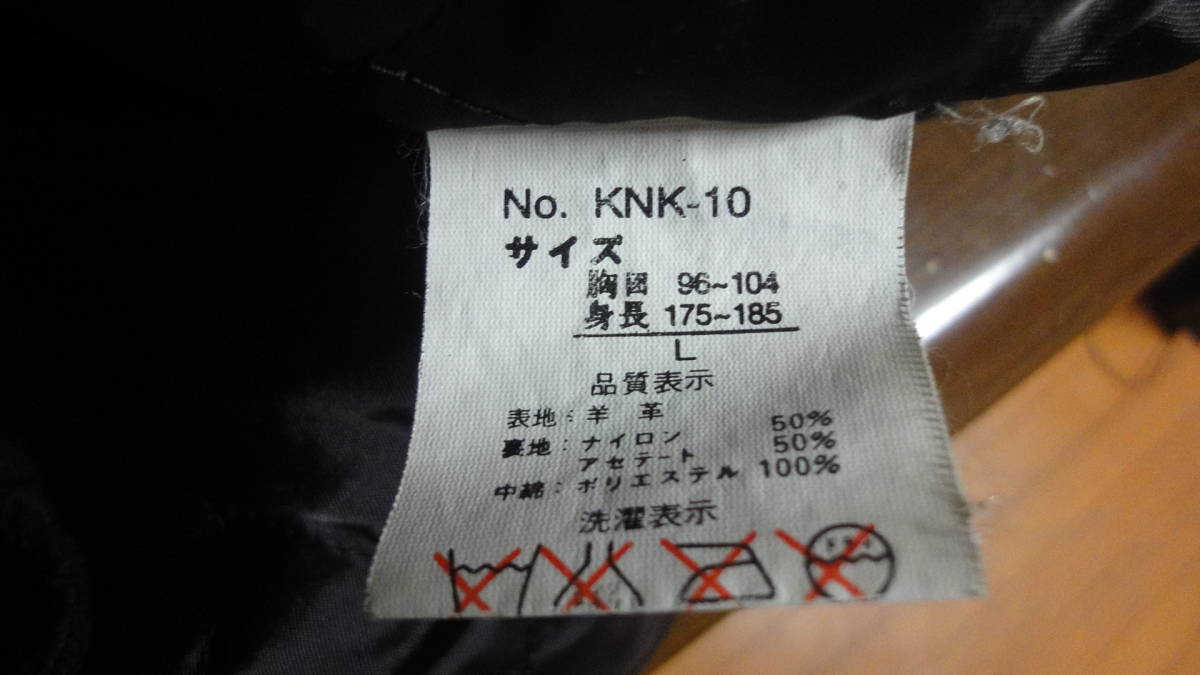 No. KNK-10
サイズ
胸囲 96~104
身長 175~185
L
品質表示
表地:羊 革
裏地:ナイロン 50%
アセテート 50%
中綿:ポリエステル 100%
洗濯表示